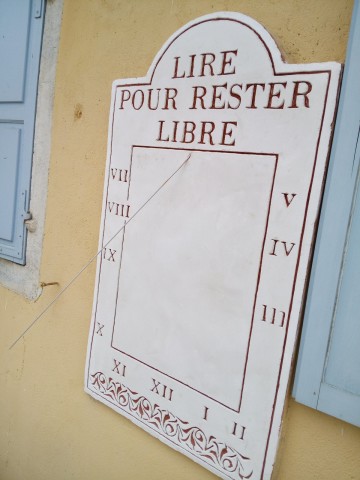 LIRE
POUR RESTER
LIBRE
VII
VIII
IX
X
XI
XII
I
II
III
IV
V